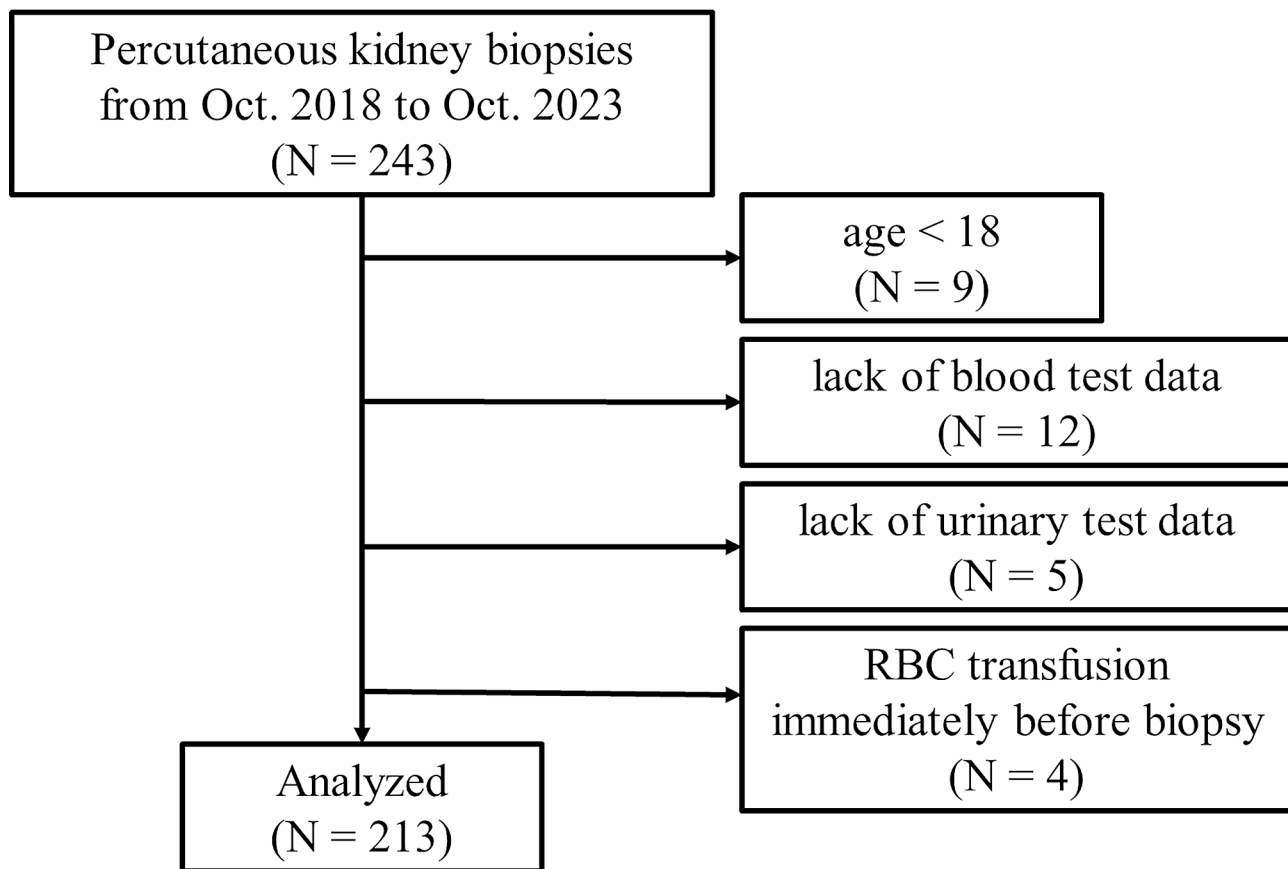 Percutaneous kidney biopsies
from Oct. 2018 to Oct. 2023
(N = 243)
age < 18
(N = 9)
lack of blood test data
(N = 12)
lack of urinary test data
(N = 5)
RBC transfusion
immediately before biopsy
(N = 4)
Analyzed
(N = 213)